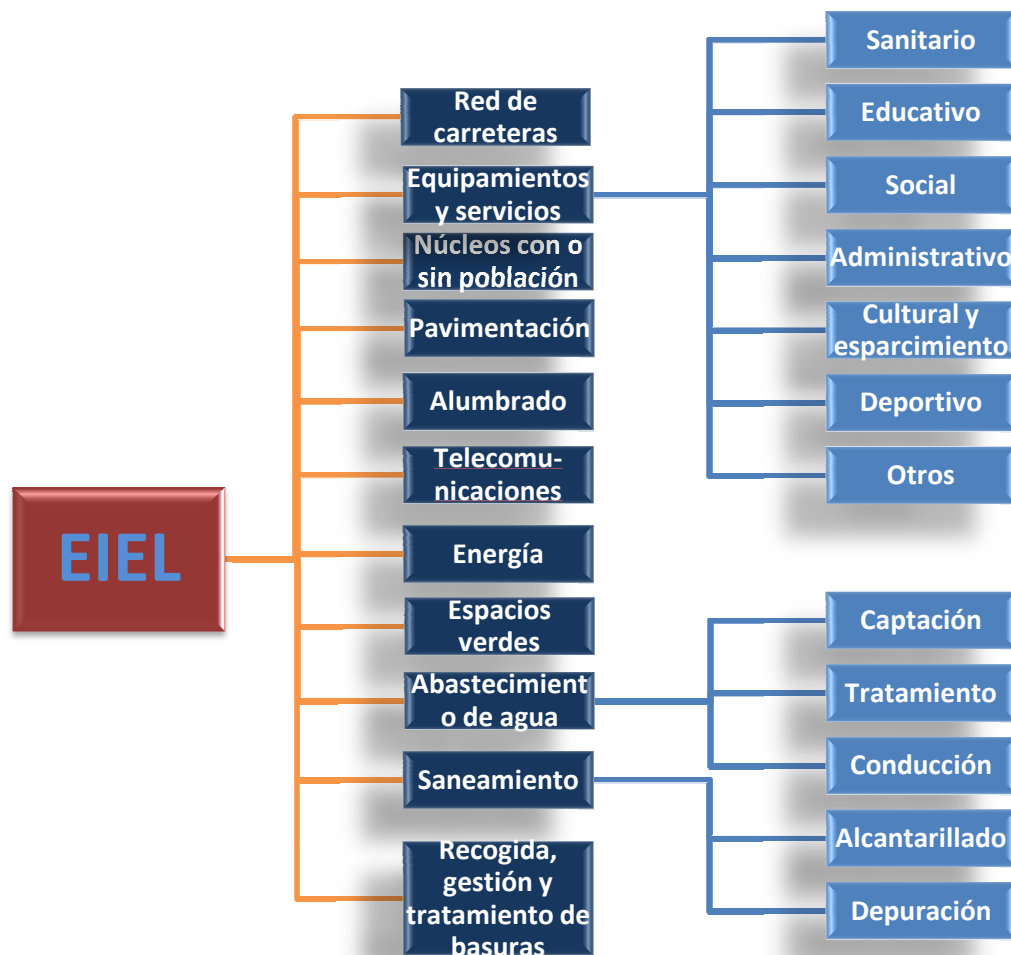 EIEL
Red de
carreteras
Equipamientos
y servicios
Núcleos con o
sin población
Pavimentación
Alumbrado
Telecomu-
nicaciones
Energía
Espacios
verdes
Abastecimient
o de agua
Saneamiento
Recogida,
gestión y
tratamiento de
basuras
Sanitario
Educativo
Social
Administrativo
Cultural y
esparcimiento
Deportivo
Otros
Captación
Tratamiento
Conducción
Alcantarillado
Depuración